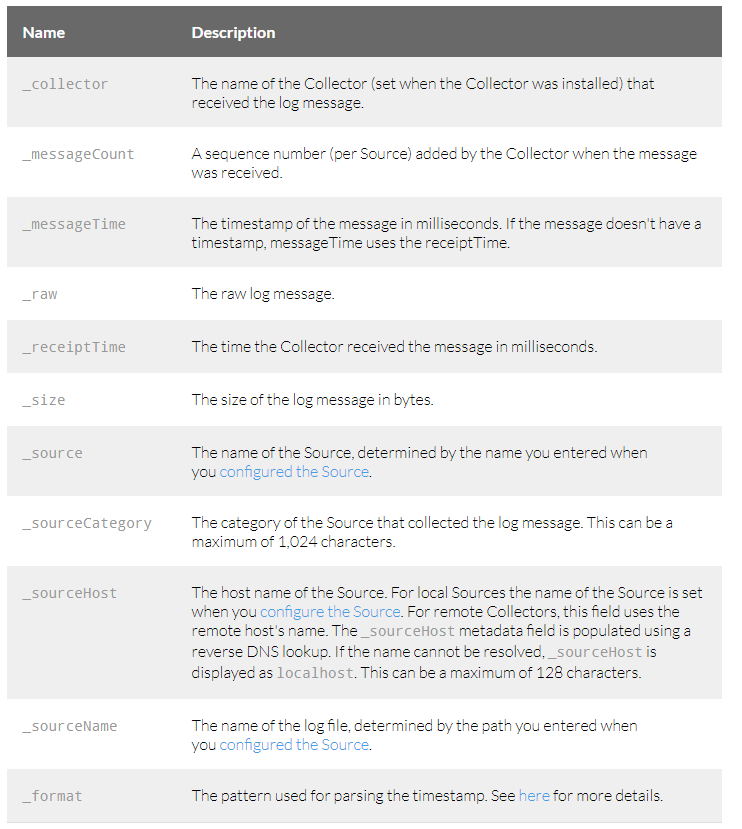 Name Description
_collector The name of the Collector (set when the Collector was installed) that
received the log message.
_messageCount A sequence number (per Source) added by the Collector when the message
was received.
_messageTime The timestamp of the message in milliseconds. If the message doesn't have a
timestamp, messageTime uses the receiptTime.
_raw The raw log message.
_receiptTime The time the Collector received the message in milliseconds.
_size The size of the log message in bytes.
_source The name of the Source, determined by the name you entered when
you configured the Source.
_sourceCategory The category of the Source that collected the log message. This can be a
maximum of 1,024 characters.
_sourceHost The host name of the Source. For local Sources the name of the Source is set
when you configure the Source. For remote Collectors, this field uses the
remote host's name. The _sourceHost metadata field is populated using a
reverse DNS lookup. If the name cannot be resolved, _sourceHost is
displayed as localhost. This can be a maximum of 128 characters.
_sourceName The name of the log file, determined by the path you entered when
you configured the Source.
_format The pattern used for parsing the timestamp. See here for more details.